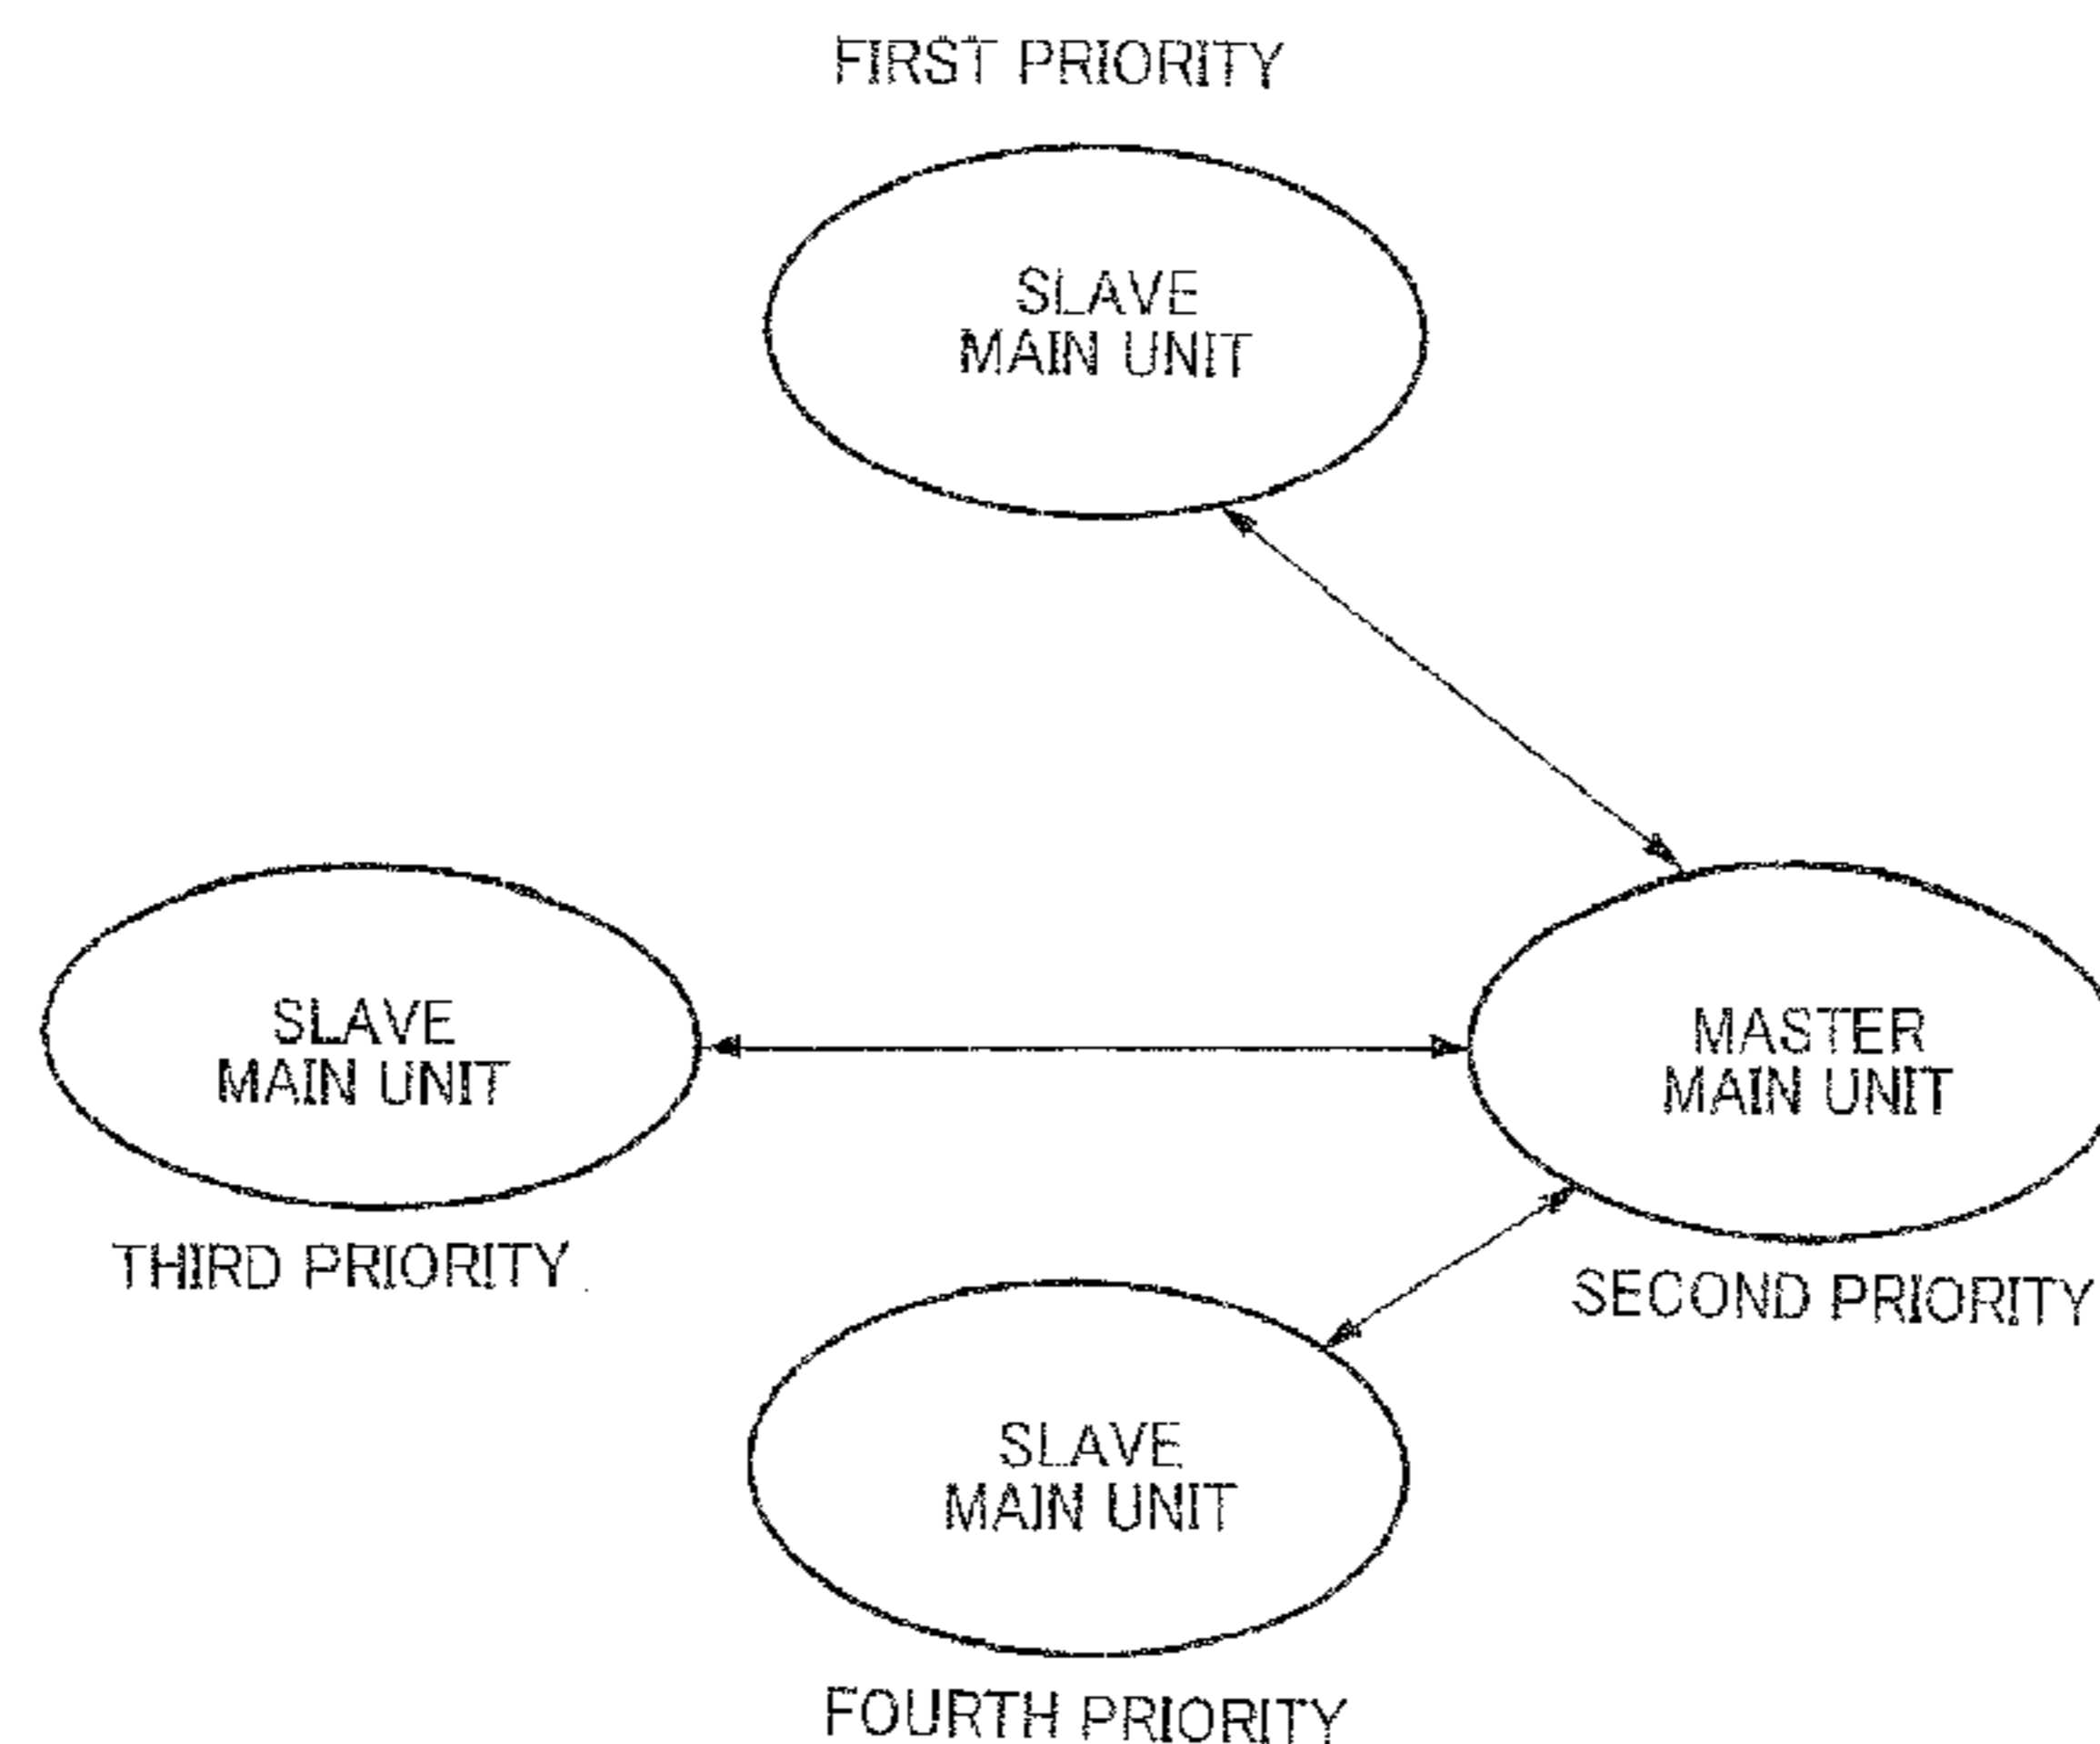 FIRST PRIORITY
SLAVE
MAIN UNIT
SLAVE
MAIN UNIT
THIRD PRIORITY
MASTER
MAIN UNIT
SECOND PRIORITY
SLAVE
MAIN UNIT
FOURTH PRIORITY